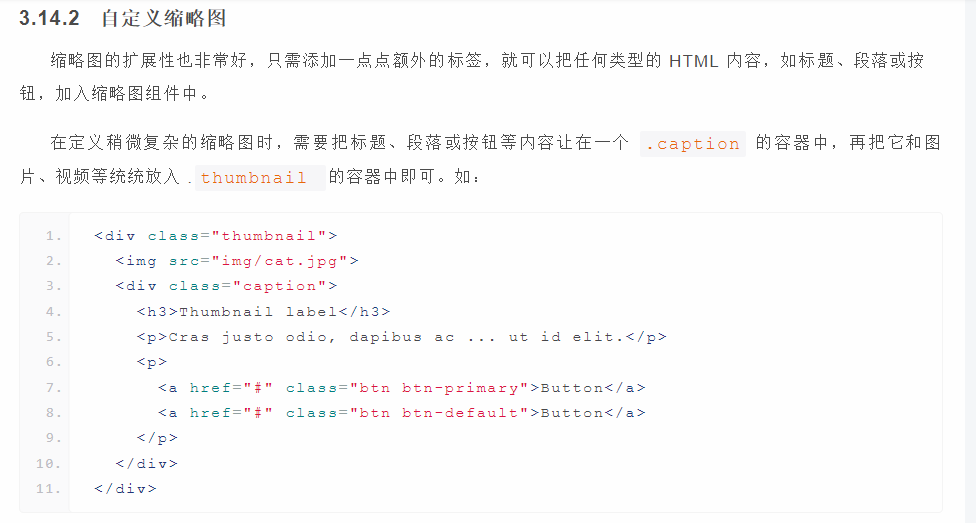 3.14.2 自定义缩略图
缩略图的扩展性也非常好，只需添加一点点额外的标签，就可以把任何类型的 HTML 内容，如标题、段落或按
钮，加入缩略图组件中。
在定义稍微复杂的缩略图时，需要把标题、段落或按钮等内容让在一个 .caption 的容器中，再把它和图
片、视频等统统放入 .thumbnail 的容器中即可。如：
1. <div class="thumbnail">
2. <img src="img/cat.jpg">
3. <div class="caption">
4. <h3>Thumbnail label</h3>
5. <p>Cras justo odio, dapibus ac ... ut id elit.</p>
6. <p>
7. <a href="#" class="btn btn-primary">Button</a>
8. <a href="#" class="btn btn-default">Button</a>
9. </p>
10. </div>
11. </div>